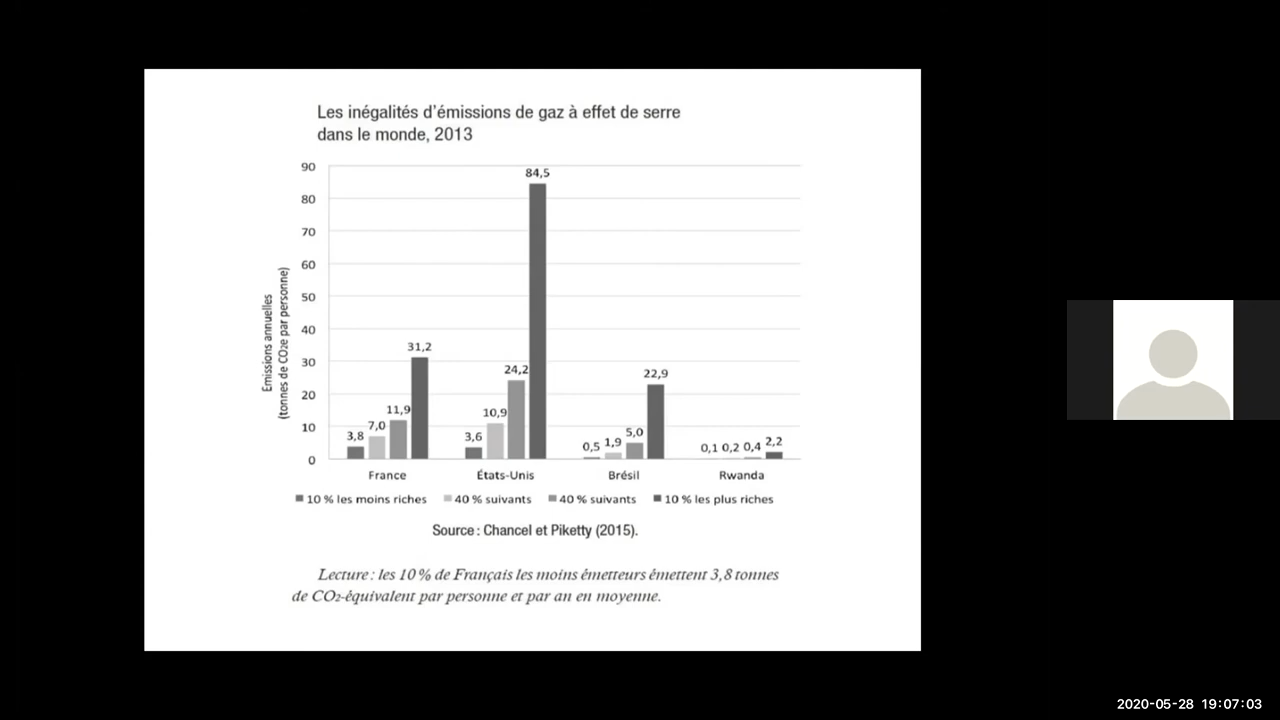 Les inégalités d'émissions de gaz à effet de serre
dans le monde, 2013
Emissions annuelles
(tonnes de CO2e par personne)
90
80
70
60
50
40
30
20
10
0
3,8 7,0 11,9 31,2
3,6 10,9 24,2 84,5
0,5 1,9 5,0 22,9
0,1 0,2 0,4 2,2
France États-Unis Brésil Rwanda
10 % les moins riches 40 % suivants 40 % suivants 10 % les plus riches
Source : Chancel et Piketty (2015).
Lecture : les 10 % de Français les moins émetteurs émettent 3,8 tonnes
de CO2-équivalent par personne et par an en moyenne.
2020-05-28 19:07:03